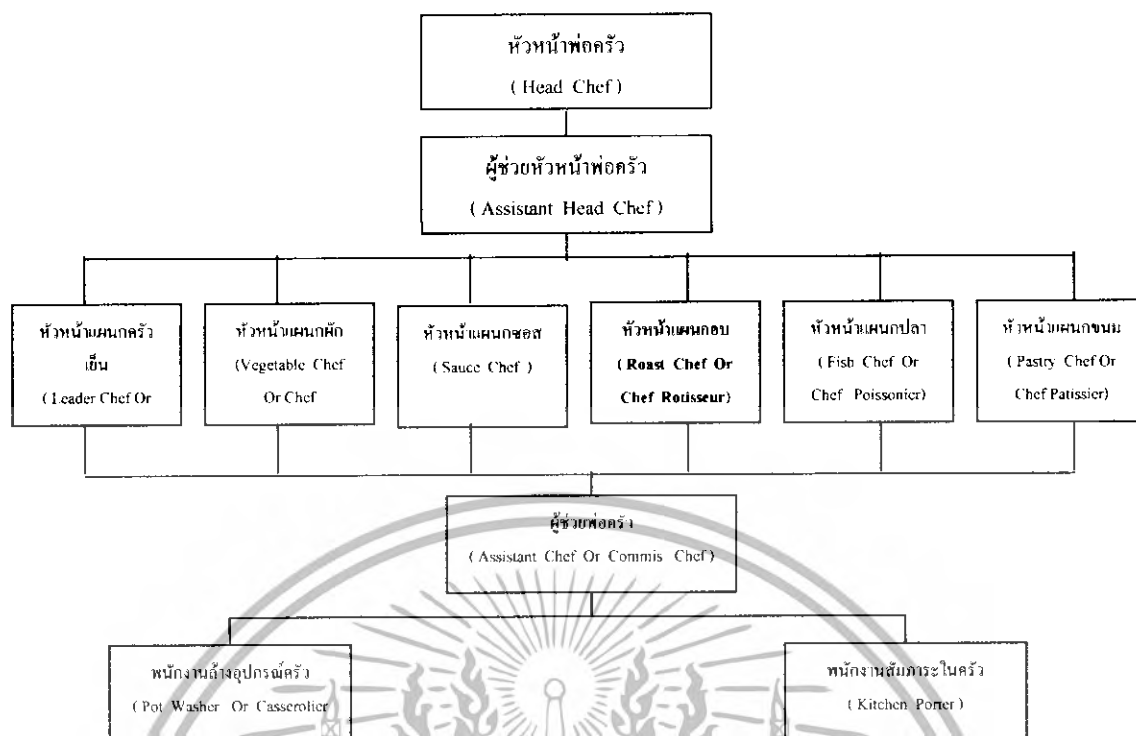 หัวหน้าพ่อครัว
( Head Chef )
ผู้ช่วยหัวหน้าพ่อครัว
( Assistant Head Chef )
หัวหน้าแผนกครัว
เย็น
( Leader Chef Or
หัวหน้าแผนกผัก
(Vegetable Chef
Or Chef
หัวหน้าแผนกซอส
( Sauce Chef )
หัวหน้าแผนกอบ
( Roast Chef Or
Chef Rotisseur)
หัวหน้าแผนกปลา
( Fish Chef Or
Chef Poissonier)
หัวหน้าแผนกขนม
( Pastry Chef Or
Chef Patissier)
ผู้ช่วยพ่อครัว
( Assistant Chef Or Commis Chef )
พนักงานล้างอุปกรณ์ครัว
( Pot Washer Or Casserolier
พนักงานสัมภาระในครัว
( Kitchen Porter )